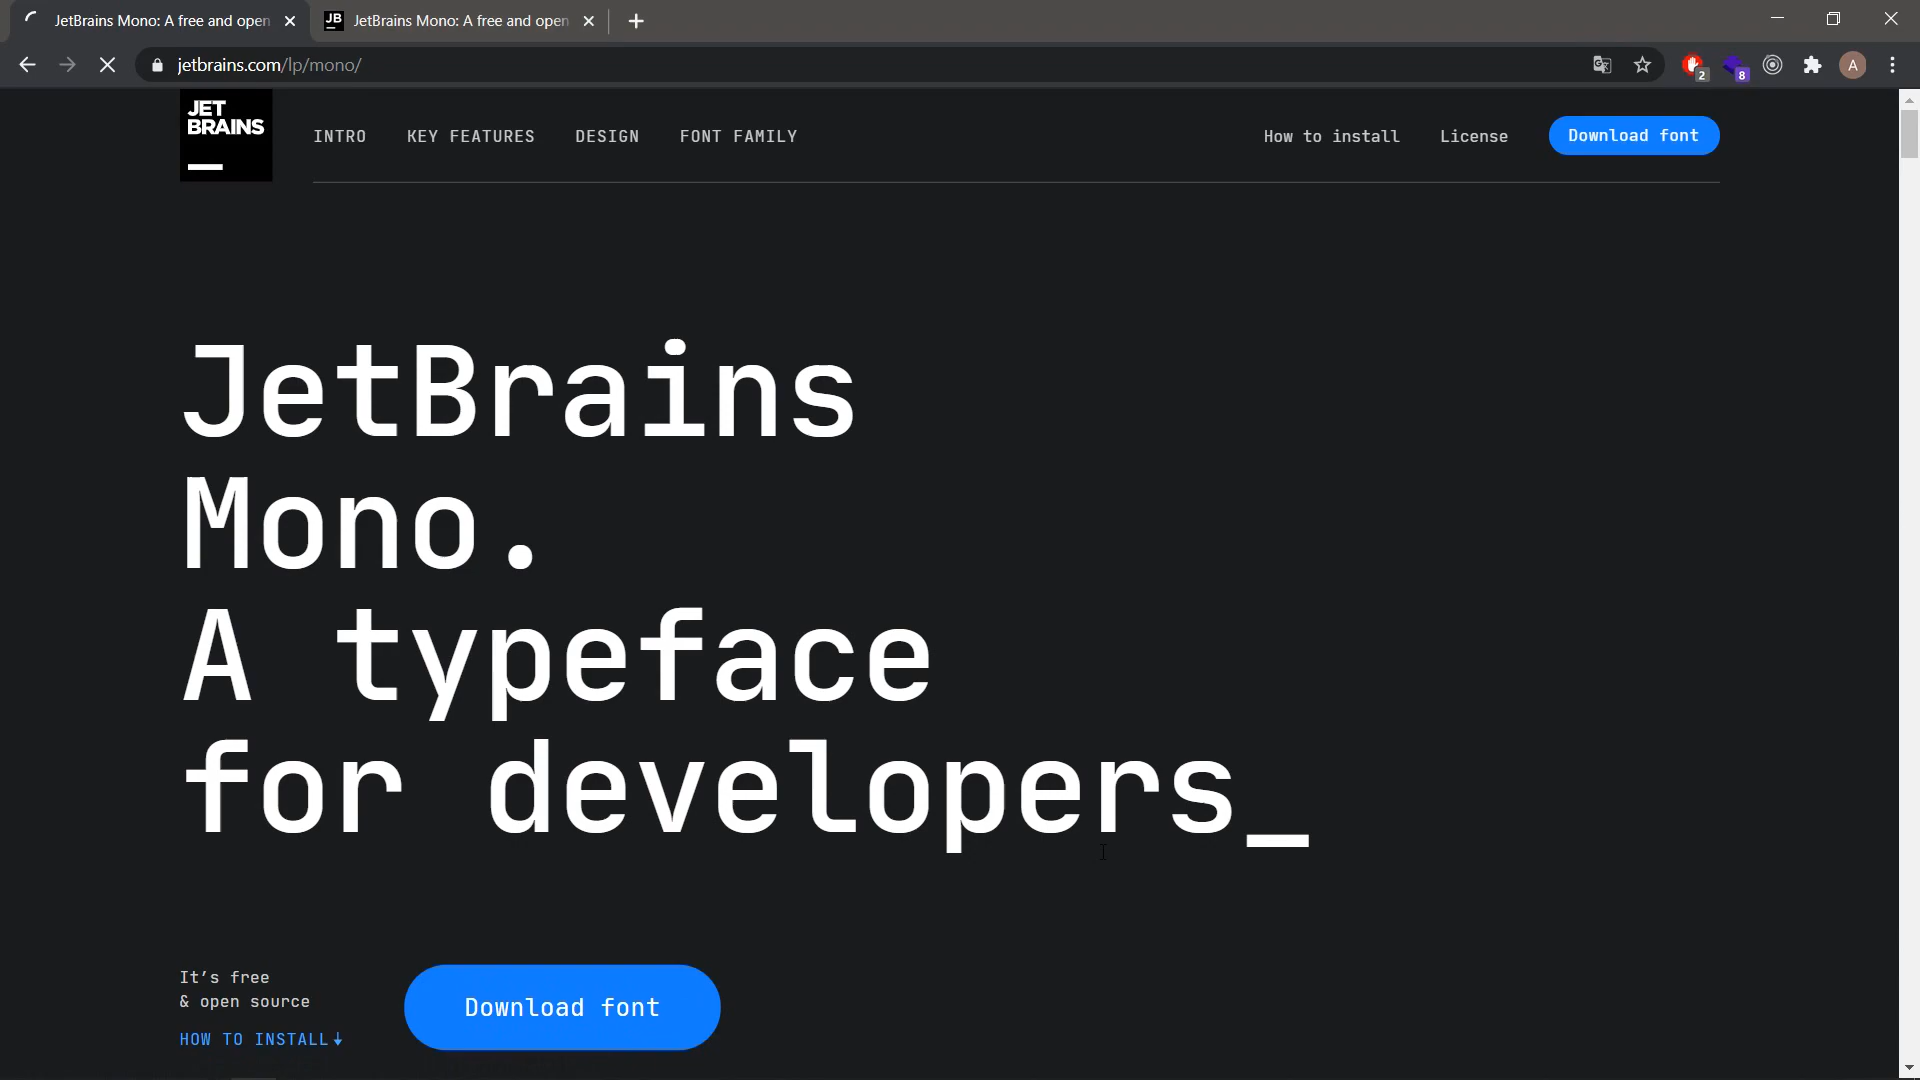 JetBrains Mono: A free and open
JetBrains Mono: A free and open
jetbrains.com/lp/mono/
2
8
A
JET
BRAINS
INTRO
KEY FEATURES
DESIGN
FONT FAMILY
How to install
License
Download font
JetBrains
Mono.
A typeface
for developers_
It’s free
& open source
HOW TO INSTALL↓
Download font